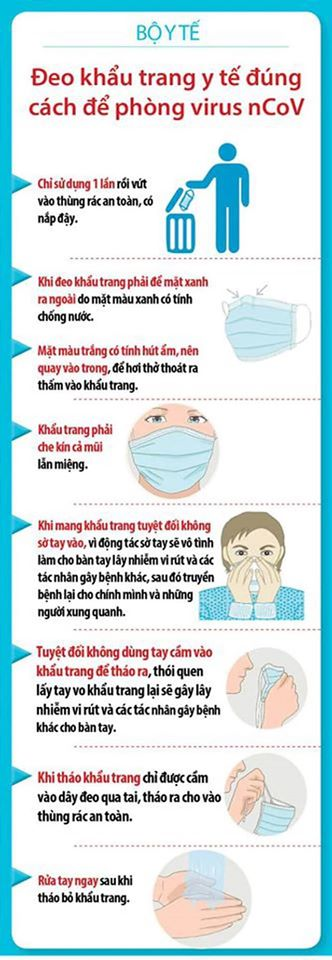 BỘ Y TẾ
Đeo khẩu trang y tế đúng
cách để phòng virus nCoV
Chỉ sử dụng 1 lần rồi vứt
vào thùng rác an toàn, có
nắp đậy.
Khi đeo khẩu trang phải để mặt xanh
ra ngoài do mặt màu xanh có tính
chống nước.
Mặt màu trắng có tính hút ẩm, nên
quay vào trong, để hơi thở thoát ra
thấm vào khẩu trang.
Khẩu trang phải
che kín cả mũi
lẫn miệng.
Khi mang khẩu trang tuyệt đối không
sờ tay vào, vì động tác sờ tay sẽ vô tình
làm cho bàn tay lây nhiễm vi rút và các
tác nhân gây bệnh khác, sau đó truyền
bệnh lại cho chính mình và những
người xung quanh.
Tuyệt đối không dùng tay cầm vào
khẩu trang để tháo ra, thói quen
lấy tay vo khẩu trang lại sẽ gây lây
nhiễm vi rút và các tác nhân gây bệnh
khác cho bàn tay.
Khi tháo khẩu trang chỉ được cầm
vào dây đeo qua tai, tháo ra cho vào
thùng rác an toàn.
Rửa tay ngay sau khi
tháo bỏ khẩu trang.